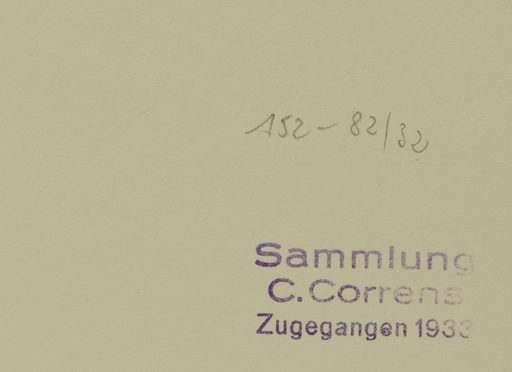 152 – 82/32
Sammlung
C. Correns
Zugegangen 1933